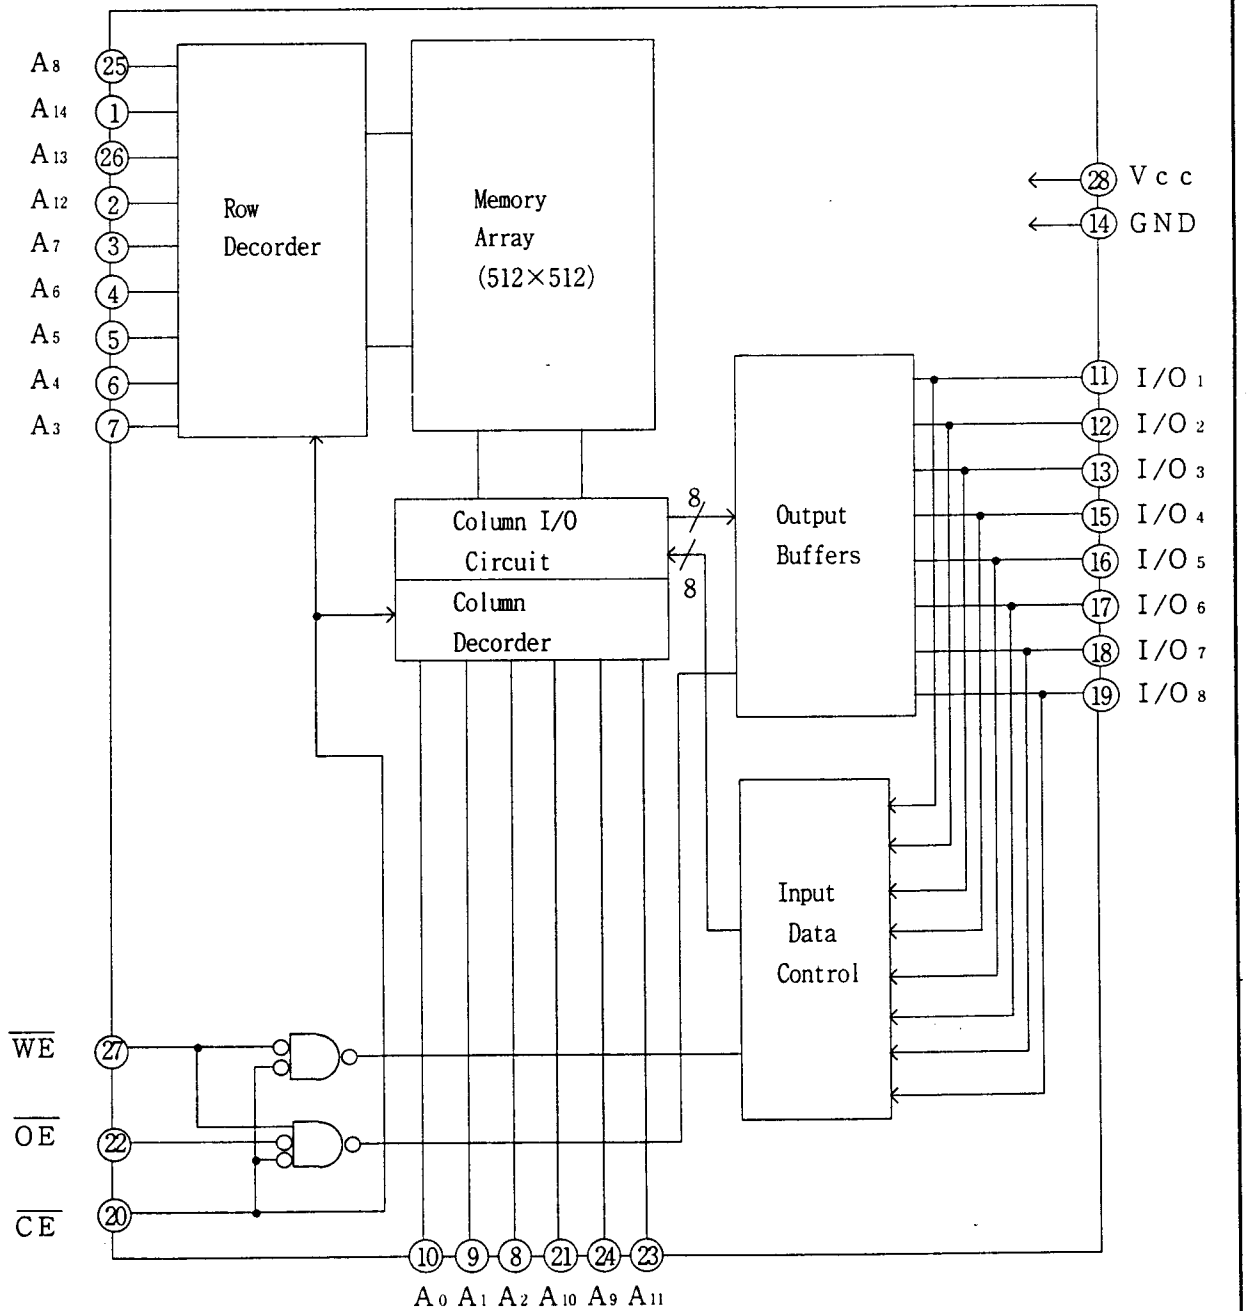 A8 25
A14 1
A13 26
A12 2
A7 3
A6 4
A5 5
A4 6
A3 7
Row
Decorder
Memory
Array
(512×512)
28 Vcc
14 GND
11 I/O1
12 I/O2
13 I/O3
15 I/O4
16 I/O5
17 I/O6
18 I/O7
19 I/O8
Output
Buffers
Column I/O
Circuit
8
8
Column
Decorder
Input
Data
Control
W̅E̅ 27
O̅E̅ 22
C̅E̅ 20
10 9 8 21 24 23
A0 A1 A2 A10 A9 A11